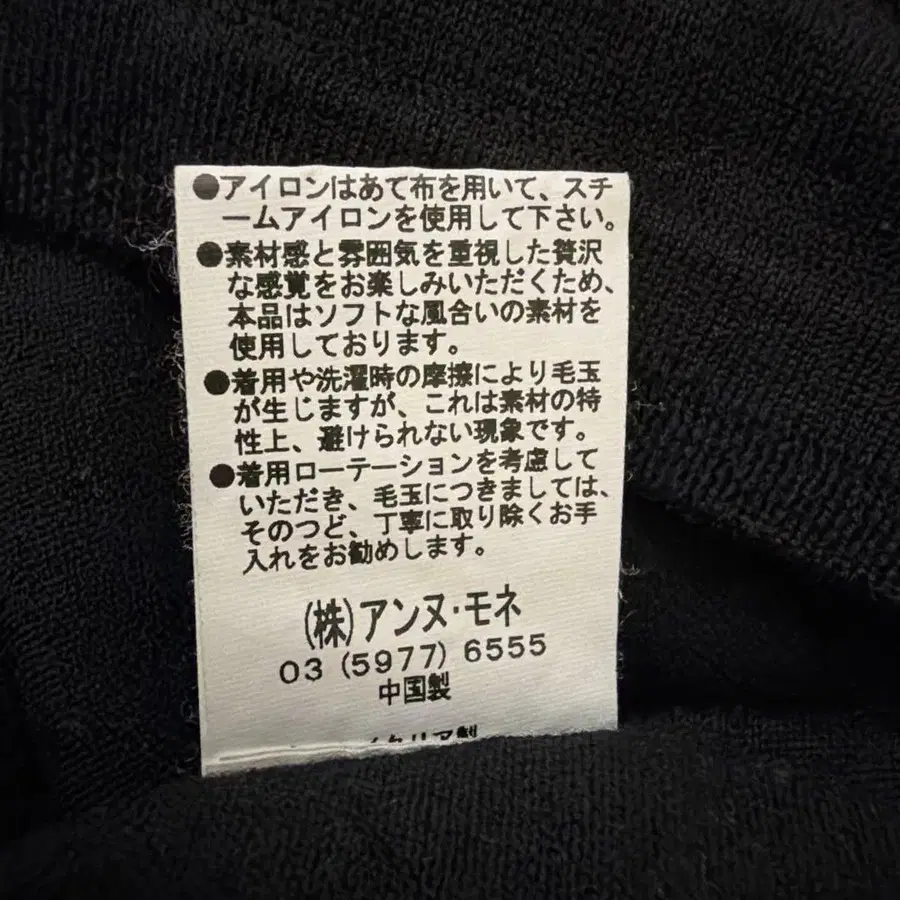 ●アイロンはあて布を用いて、スチ
ームアイロンを使用して下さい。
●素材感と雰囲気を重視した贅沢
な感覚をお楽しみいただくため、
本品はソフトな風合いの素材を
使用しております。
●着用や洗濯時の摩擦により毛玉
が生じますが、これは素材の特
性上、避けられない現象です。
●着用ローテーションを考慮して
いただき、毛玉につきましては、
そのつど、丁寧に取り除くお手
入れをお勧めします。
(株)アンヌ・モネ
03 (5977) 6555
中国製
イタリア製